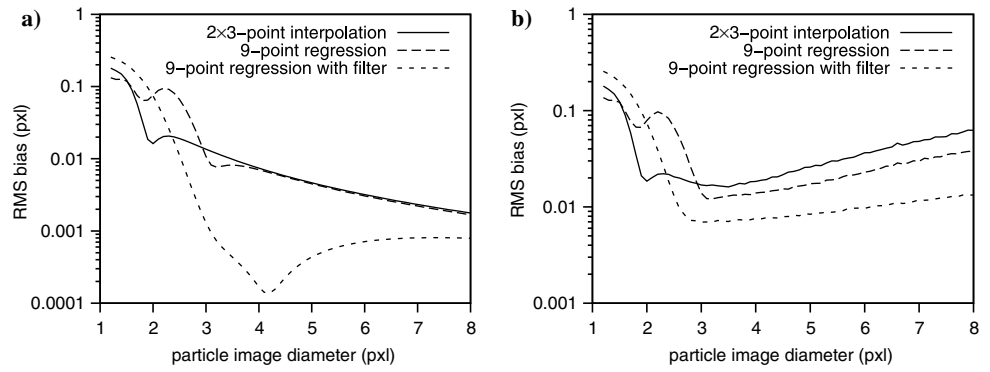 a)
1
0.1
0.01
0.001
0.0001
RMS bias (pxl)
2×3−point interpolation
9−point regression
9−point regression with filter
1 2 3 4 5 6 7 8
particle image diameter (pxl)
b)
1
0.1
0.01
0.001
RMS bias (pxl)
2×3−point interpolation
9−point regression
9−point regression with filter
1 2 3 4 5 6 7 8
particle image diameter (pxl)